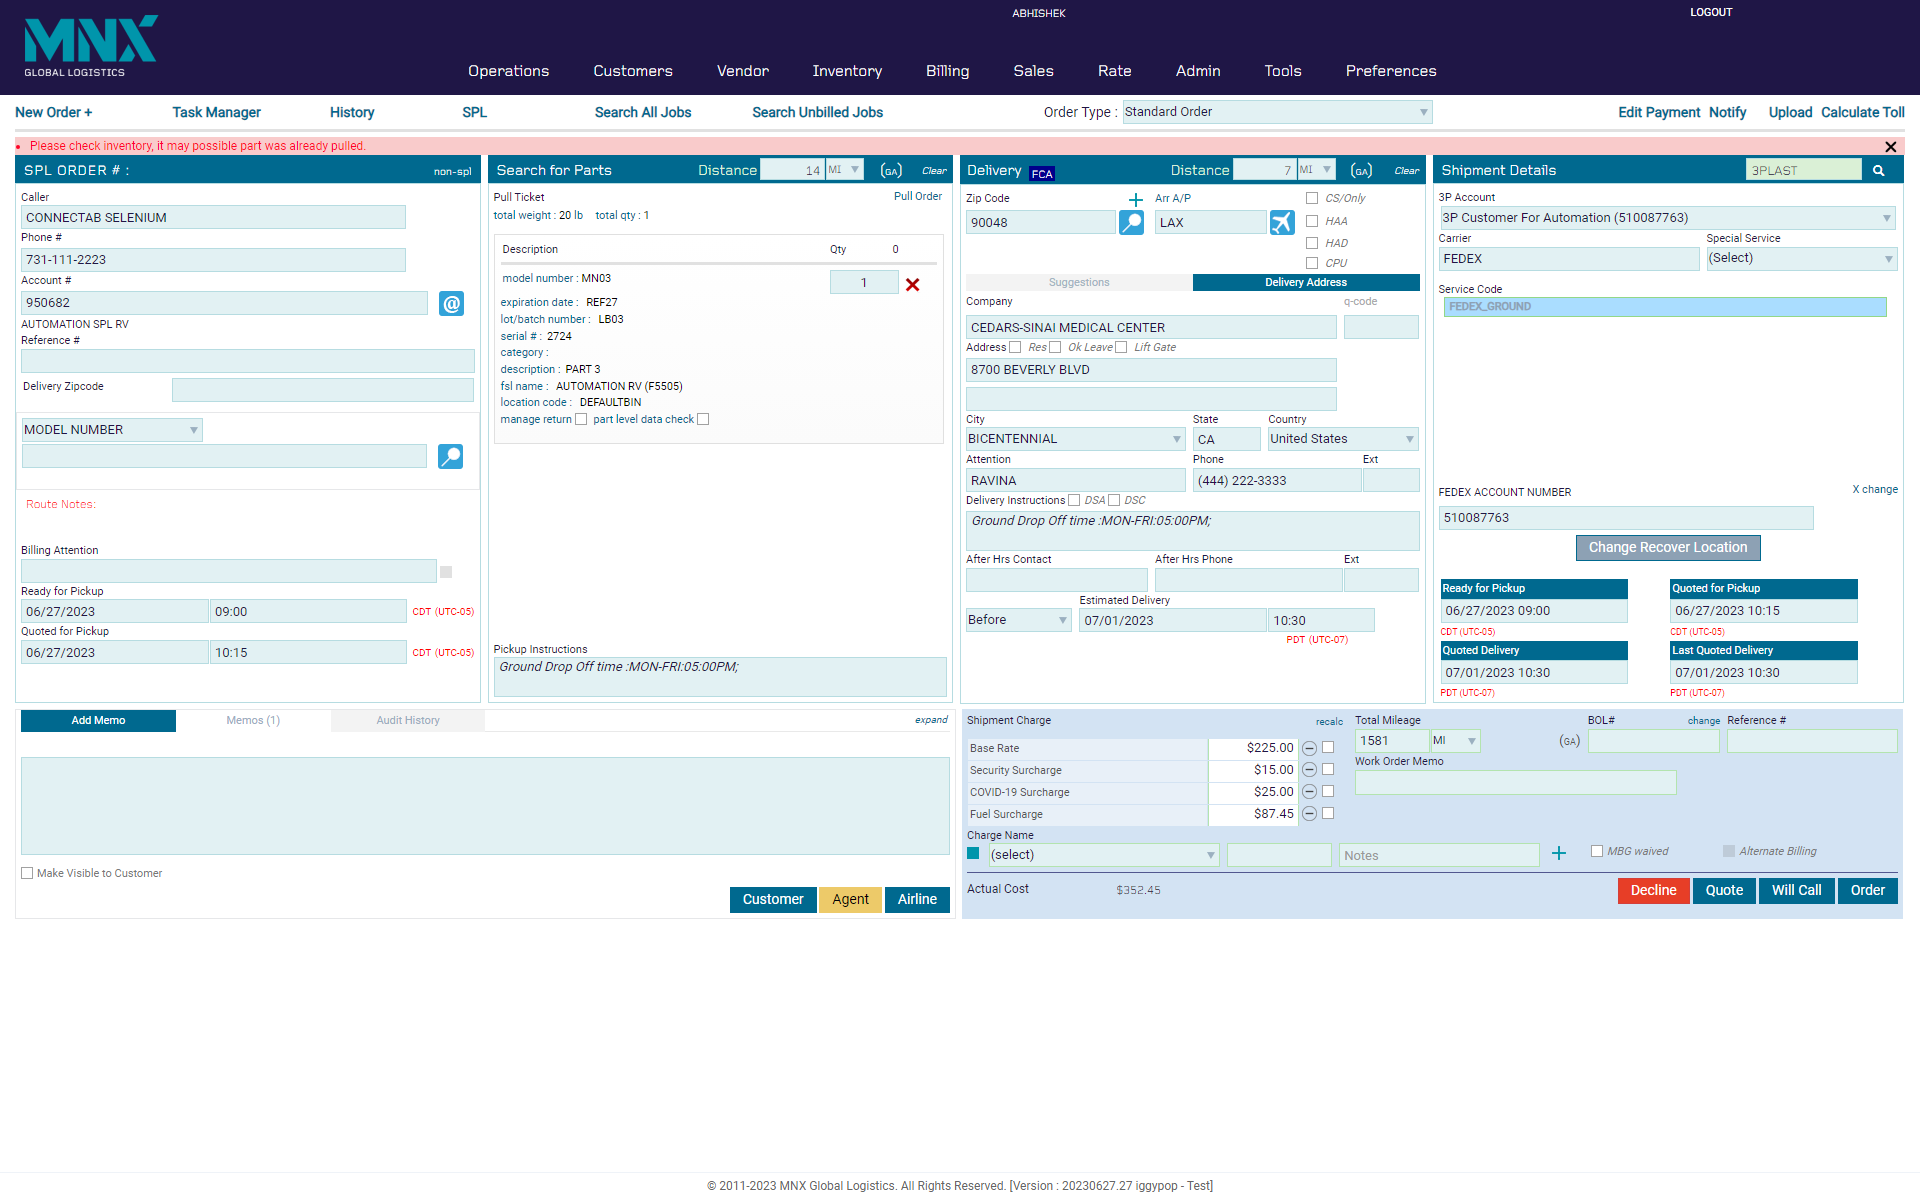 MNX
GLOBAL LOGISTICS
ABHISHEK
LOGOUT
Operations Customers Vendor Inventory Billing Sales Rate Admin Tools Preferences
New Order + Task Manager History SPL Search All Jobs Search Unbilled Jobs Order Type : Standard Order Edit Payment Notify Upload Calculate Toll
Please check inventory, it may possible part was already pulled.
SPL ORDER # : non-spl
Caller
CONNECTAB SELENIUM
Phone #
731-111-2223
Account #
950682
@
AUTOMATION SPL RV
Reference #
Delivery Zipcode
MODEL NUMBER
Route Notes:
Billing Attention
Ready for Pickup
06/27/2023 09:00 CDT (UTC-05)
Quoted for Pickup
06/27/2023 10:15 CDT (UTC-05)
Search for Parts Distance 14 MI (GA) Clear
Pull Ticket Pull Order
total weight : 20 lb total qty : 1
Description Qty 0
model number : MN03 1
expiration date : REF27
lot/batch number : LB03
serial # : 2724
category :
description : PART 3
fsl name : AUTOMATION RV (F5505)
location code : DEFAULTBIN
manage return part level data check
Pickup Instructions
Ground Drop Off time :MON-FRI:05:00PM;
Delivery FCA Distance 7 MI (GA) Clear
Zip Code + Arr A/P CS/Only
90048 LAX HAA
HAD
CPU
Suggestions Delivery Address
Company q-code
CEDARS-SINAI MEDICAL CENTER
Address Res Ok Leave Lift Gate
8700 BEVERLY BLVD
City State Country
BICENTENNIAL CA United States
Attention Phone Ext
RAVINA (444) 222-3333
Delivery Instructions DSA DSC
Ground Drop Off time :MON-FRI:05:00PM;
After Hrs Contact After Hrs Phone Ext
Estimated Delivery
Before 07/01/2023 10:30
PDT (UTC-07)
Shipment Details 3PLAST
3P Account
3P Customer For Automation (510087763)
Carrier Special Service
FEDEX (Select)
Service Code
FEDEX_GROUND
FEDEX ACCOUNT NUMBER X change
510087763
Change Recover Location
Ready for Pickup Quoted for Pickup
06/27/2023 09:00 06/27/2023 10:15
CDT (UTC-05) CDT (UTC-05)
Quoted Delivery Last Quoted Delivery
07/01/2023 10:30 07/01/2023 10:30
PDT (UTC-07) PDT (UTC-07)
Add Memo Memos (1) Audit History expand
Make Visible to Customer
Customer Agent Airline
Shipment Charge recalc Total Mileage BOL# change Reference #
Base Rate $225.00 1581 MI (GA)
Security Surcharge $15.00 Work Order Memo
COVID-19 Surcharge $25.00
Fuel Surcharge $87.45
Charge Name
(select) Notes + MBG waived Alternate Billing
Actual Cost $352.45 Decline Quote Will Call Order
© 2011-2023 MNX Global Logistics. All Rights Reserved. [Version : 20230627.27 iggypop - Test]